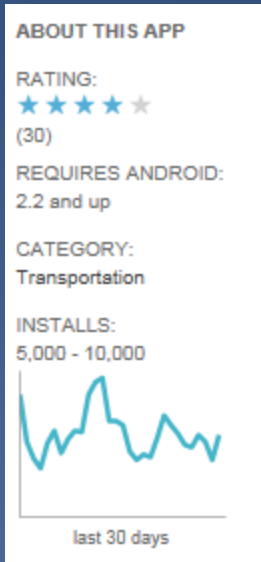 ABOUT THIS APP
RATING:
(30)
REQUIRES ANDROID:
2.2 and up
CATEGORY:
Transportation
INSTALLS:
5,000 - 10,000
last 30 days